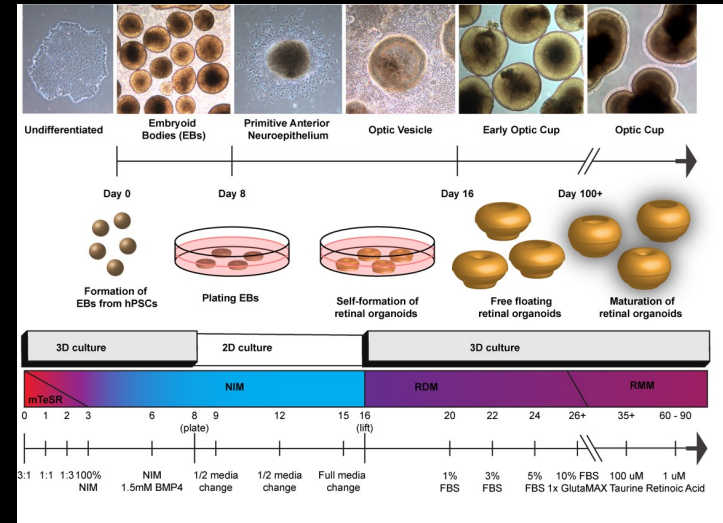 Undifferentiated
Embryoid
Bodies (EBs)
Primitive Anterior
Neuroepithelium
Optic Vesicle
Early Optic Cup
Optic Cup
Day 0
Day 8
Day 16
Day 100+
Formation of
EBs from hPSCs
Plating EBs
Self-formation of
retinal organoids
Free floating
retinal organoids
Maturation of
retinal organoids
3D culture
2D culture
3D culture
mTeSR
NIM
RDM
RMM
0 1 2 3 6 8 9 12 15 16 20 22 24 26+ 35+ 60 - 90
(plate)
(lift)
3:1 1:1 1:3 100%
NIM
NIM
1.5mM BMP4
1/2 media
change
1/2 media
change
Full media
change
1%
FBS
3%
FBS
5%
FBS
10% FBS
1x GlutaMAX
100 uM
Taurine
1 uM
Retinoic Acid